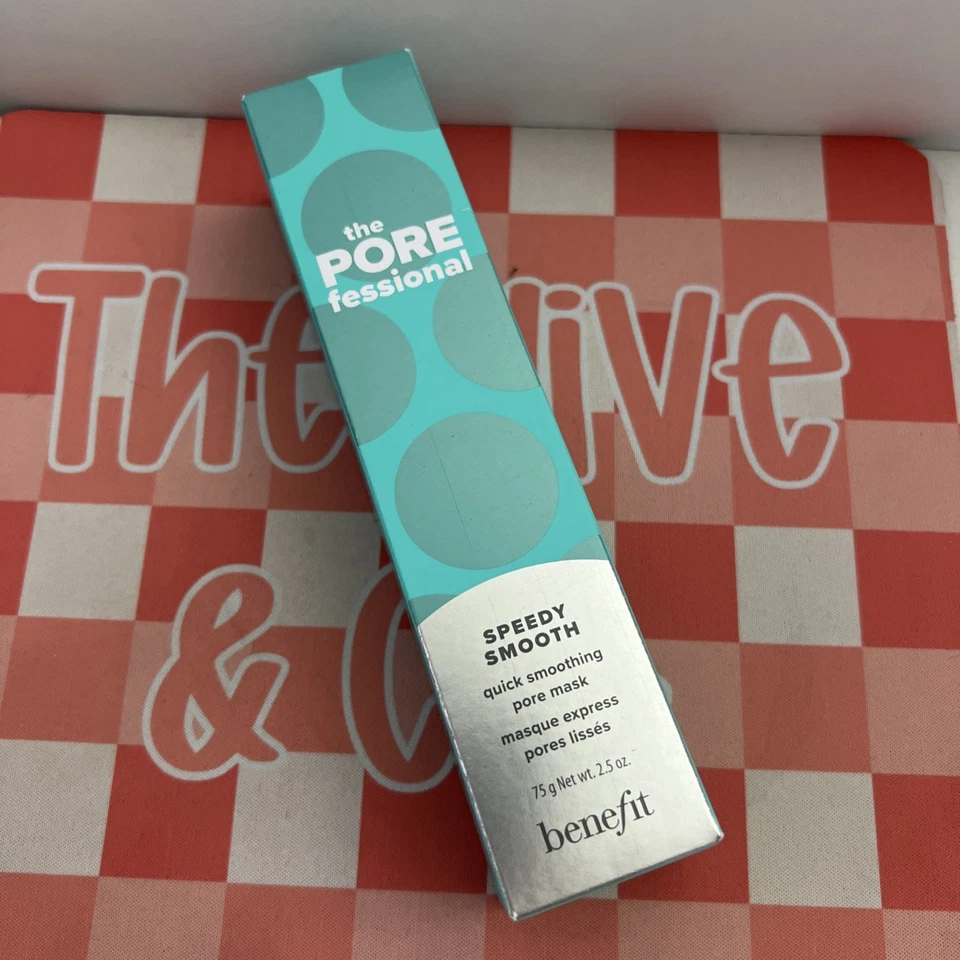 the
PORE
fessional
SPEEDY
SMOOTH
quick smoothing
pore mask
masque express
pores lissés
75 g Net wt. 2.5 oz.
benefit
The
&